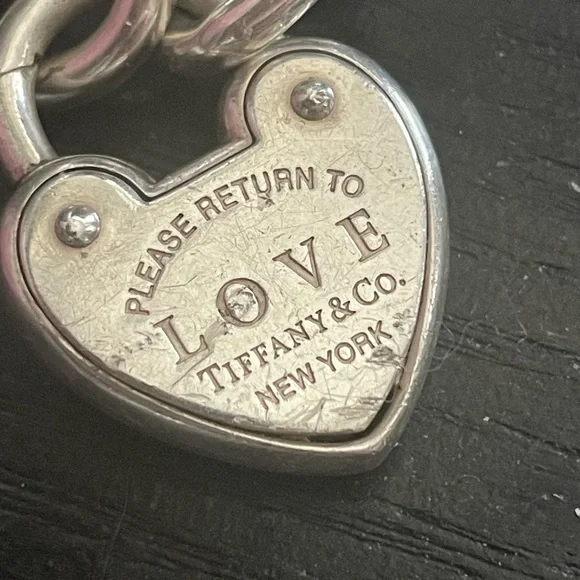 PLEASE RETURN TO
LOVE
TIFFANY & CO.
NEW YORK